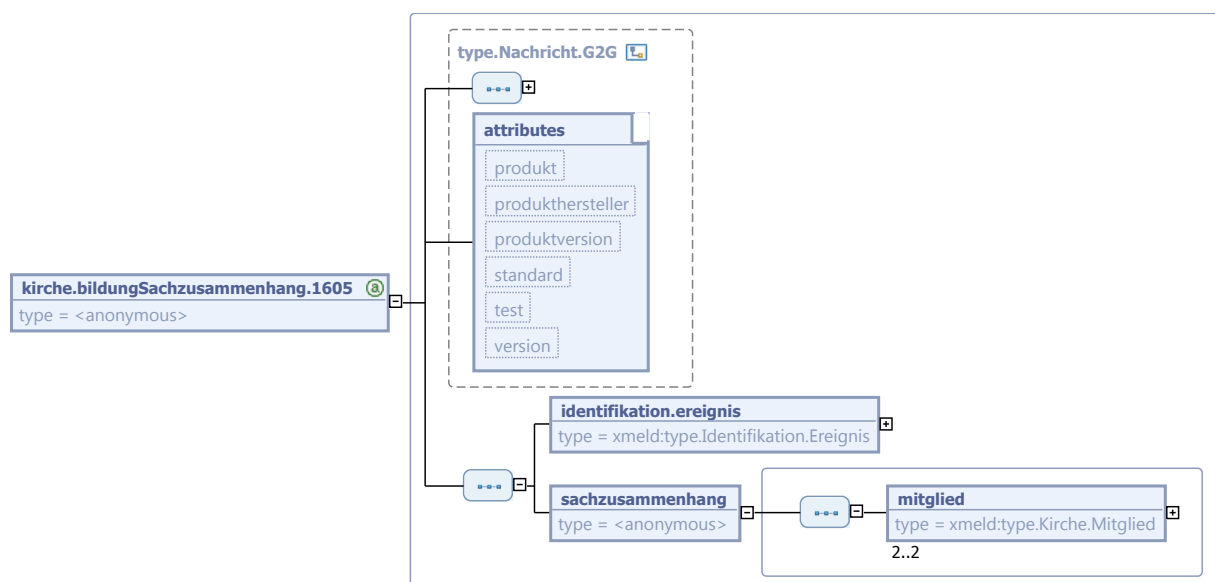 type.Nachricht.G2G
attributes
produkt
produkthersteller
produktversion
standard
test
version
kirche.bildungSachzusammenhang.1605 a
type = <anonymous>
identifikation.ereignis
type = xmeld:type.Identifikation.Ereignis
sachzusammenhang
type = <anonymous>
mitglied
type = xmeld:type.Kirche.Mitglied
2..2